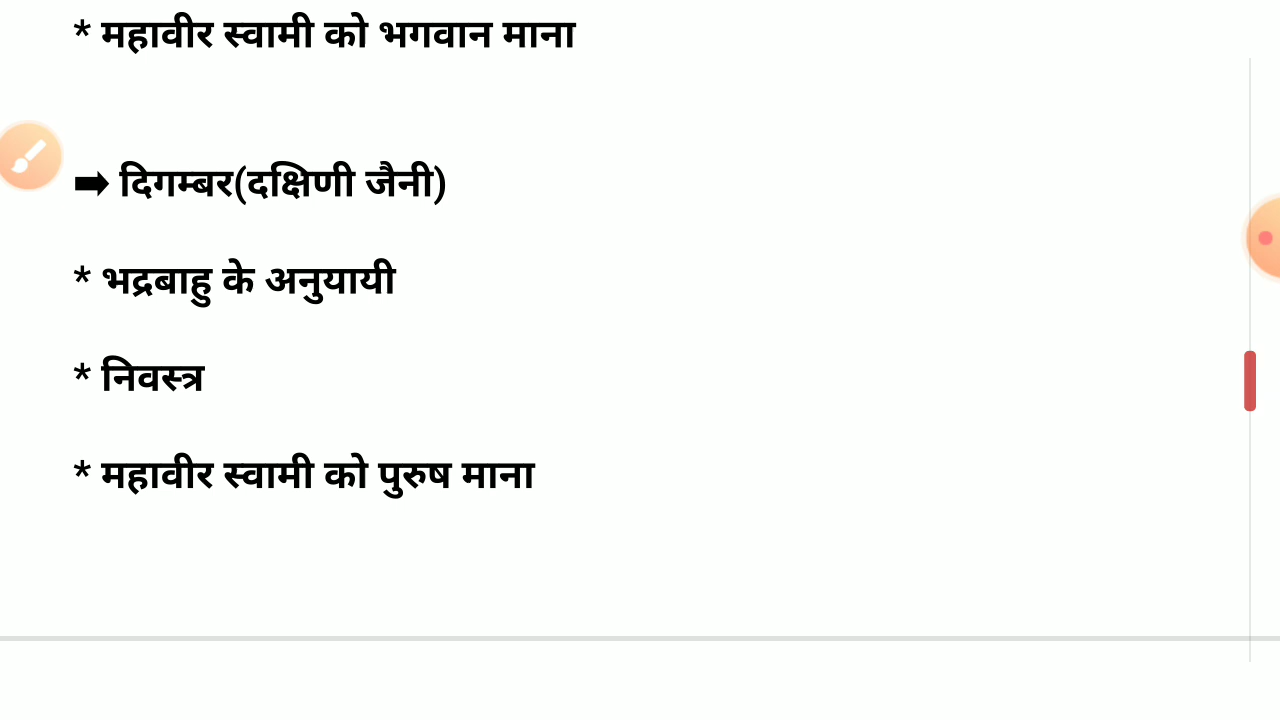 * महावीर स्वामी को भगवान माना
➡ दिगम्बर(दक्षिणी जैनी)
* भद्रबाहु के अनुयायी
* निवस्त्र
* महावीर स्वामी को पुरुष माना